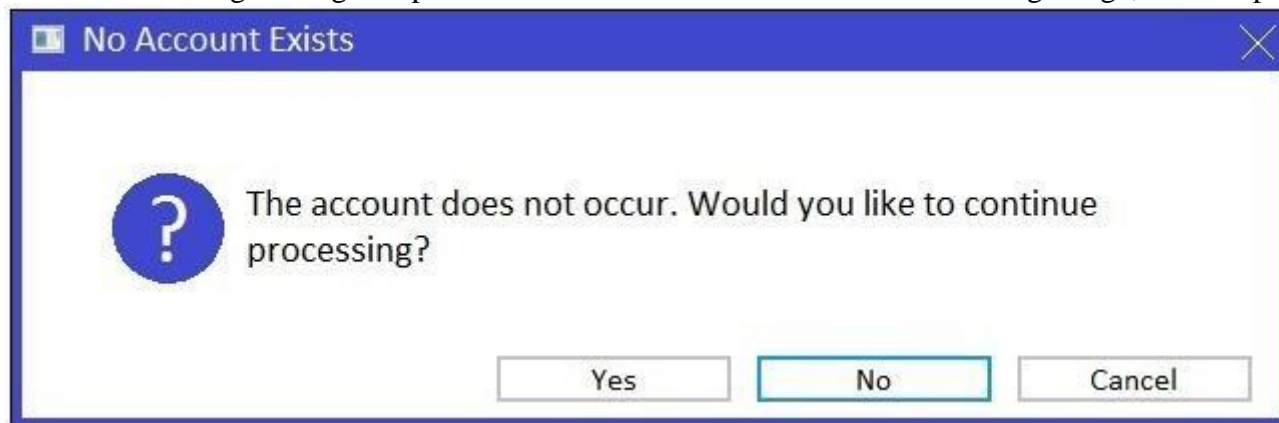 No Account Exists
?
The account does not occur. Would you like to continue
processing?
Yes No Cancel